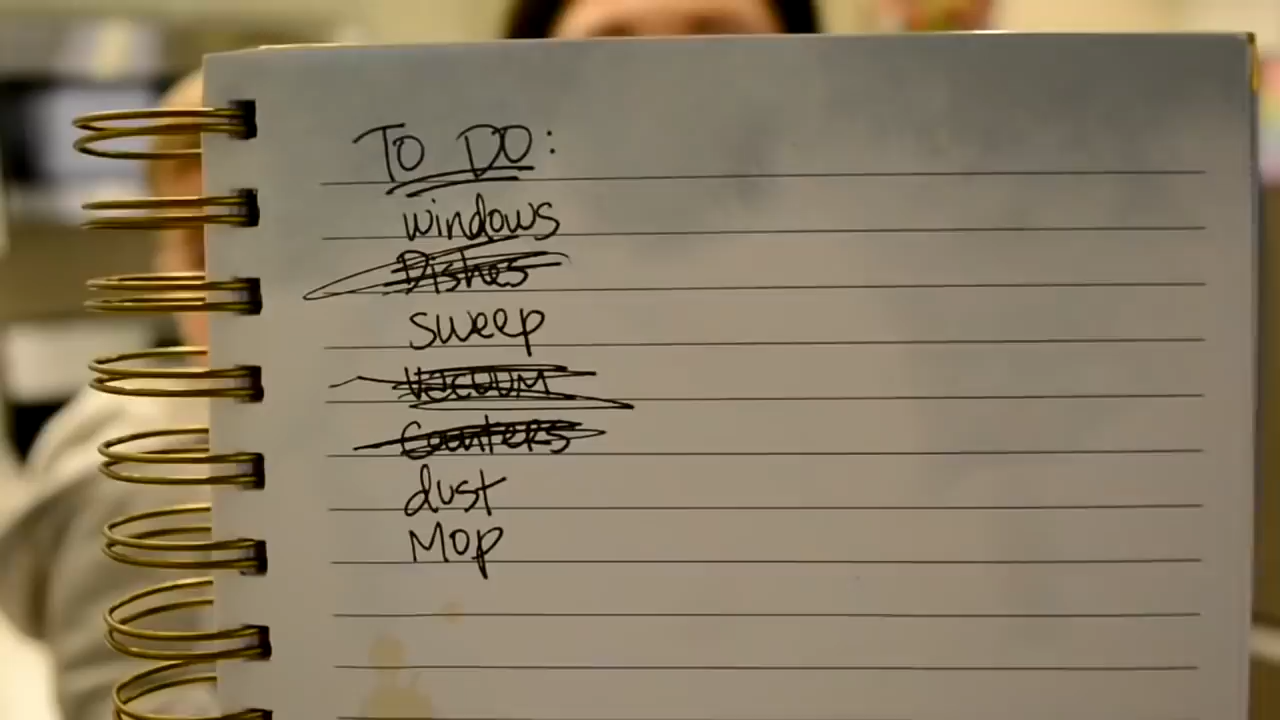 To DO:
windows
Dishes
sweep
Vacuum
Counters
dust
Mop